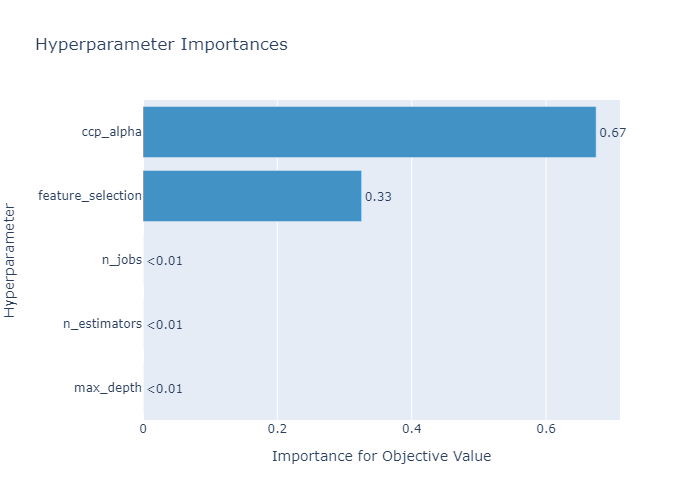 Hyperparameter Importances
Hyperparameter
ccp_alpha 0.67
feature_selection 0.33
n_jobs <0.01
n_estimators <0.01
max_depth <0.01
0 0.2 0.4 0.6
Importance for Objective Value